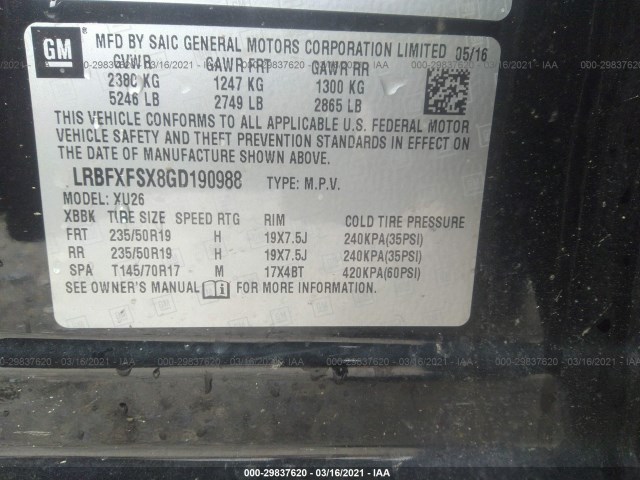 GM
MFD BY SAIC GENERAL MOTORS CORPORATION LIMITED 05/16
GVWR GAWR FRT GAWR RR
2380 KG 1247 KG 1300 KG
5246 LB 2749 LB 2865 LB
THIS VEHICLE CONFORMS TO ALL APPLICABLE U.S. FEDERAL MOTOR
VEHICLE SAFETY AND THEFT PREVENTION STANDARDS IN EFFECT ON
THE DATE OF MANUFACTURE SHOWN ABOVE.
LRBFXFSX8GD190988 TYPE: M.P.V.
MODEL: XU26
XBBK TIRE SIZE SPEED RTG RIM COLD TIRE PRESSURE
FRT 235/50R19 H 19X7.5J 240KPA(35PSI)
RR 235/50R19 H 19X7.5J 240KPA(35PSI)
SPA T145/70R17 M 17X4BT 420KPA(60PSI)
SEE OWNER'S MANUAL FOR MORE INFORMATION.
000-29837620 - 03/16/2021 - IAA